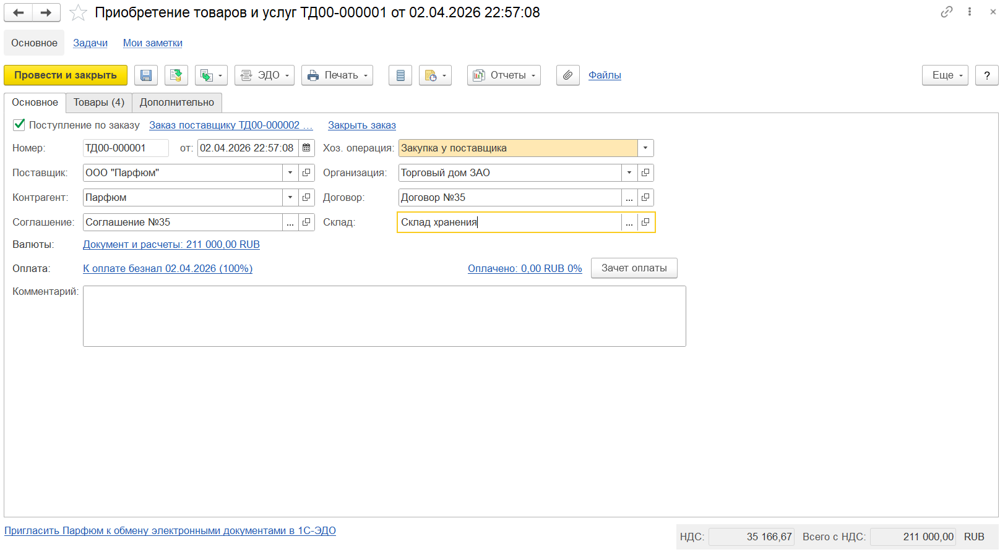 Приобретение товаров и услуг ТД00-000001 от 02.04.2026 22:57:08
Основное Задачи Мои заметки
Провести и закрыть ЭДО Печать Отчеты Файлы Еще ?
Основное Товары (4) Дополнительно
Поступление по заказу Заказ поставщику ТД00-000002 ... Закрыть заказ
Номер: ТД00-000001 от: 02.04.2026 22:57:08 Хоз. операция: Закупка у поставщика
Поставщик: ООО "Парфюм" Организация: Торговый дом ЗАО
Контрагент: Парфюм Договор: Договор №35 ...
Соглашение: Соглашение №35 ... Склад: Склад хранения ...
Валюты: Документ и расчеты: 211 000,00 RUB
Оплата: К оплате безнал 02.04.2026 (100%) Оплачено: 0,00 RUB 0% Зачет оплаты
Комментарий:
Пригласить Парфюм к обмену электронными документами в 1С-ЭДО
НДС: 35 166,67 Всего с НДС: 211 000,00 RUB